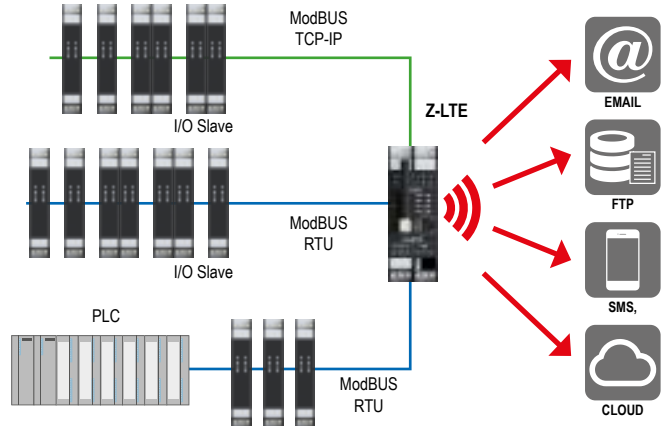 ModBUS
TCP-IP
I/O Slave
Z-LTE
EMAIL
ModBUS
RTU
I/O Slave
FTP
PLC
SMS,
ModBUS
RTU
CLOUD